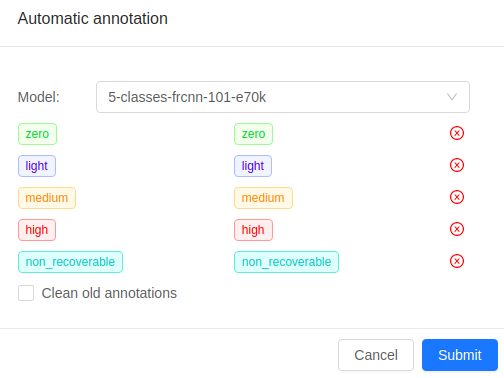 Automatic annotation
Model: 5-classes-frcnn-101-e70k
zero zero
light light
medium medium
high high
non_recoverable non_recoverable
Clean old annotations
Cancel Submit